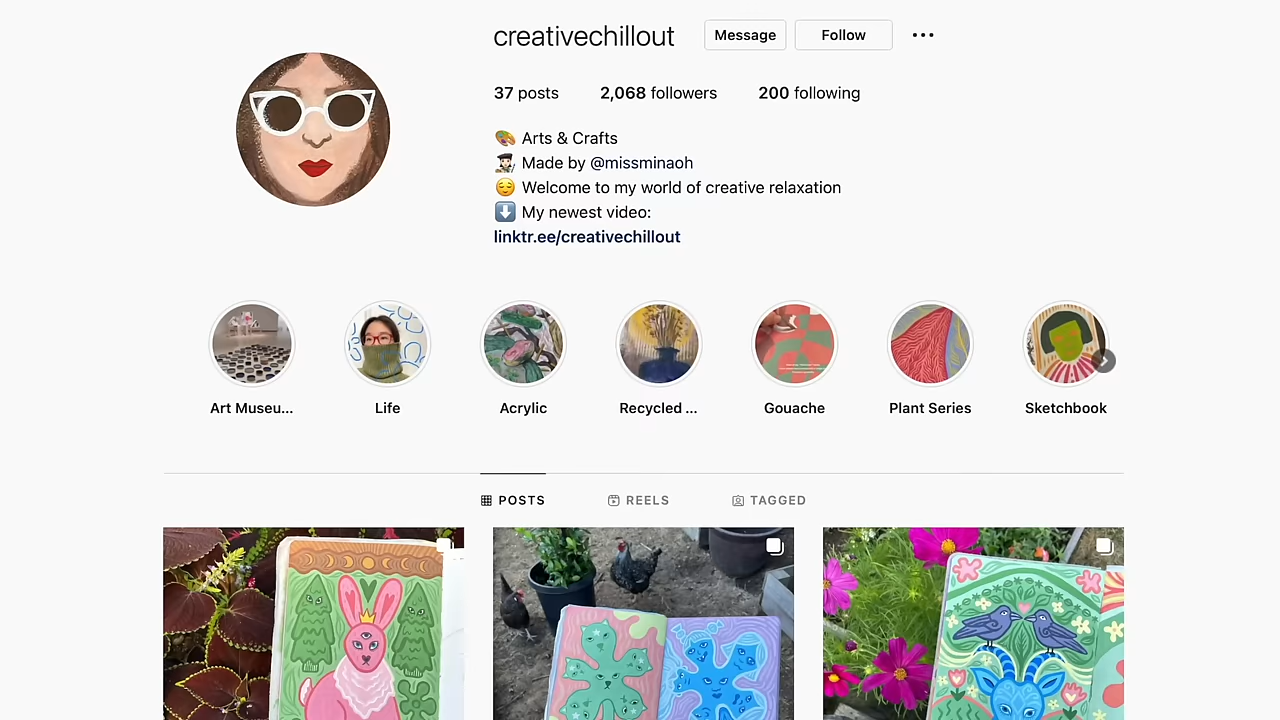 creativechillout
Message
Follow
37 posts
2,068 followers
200 following
Arts & Crafts
Made by @missminaoh
Welcome to my world of creative relaxation
My newest video:
linktr.ee/creativechillout
Art Museu...
Life
Acrylic
Recycled ...
Gouache
Plant Series
Sketchbook
POSTS
REELS
TAGGED